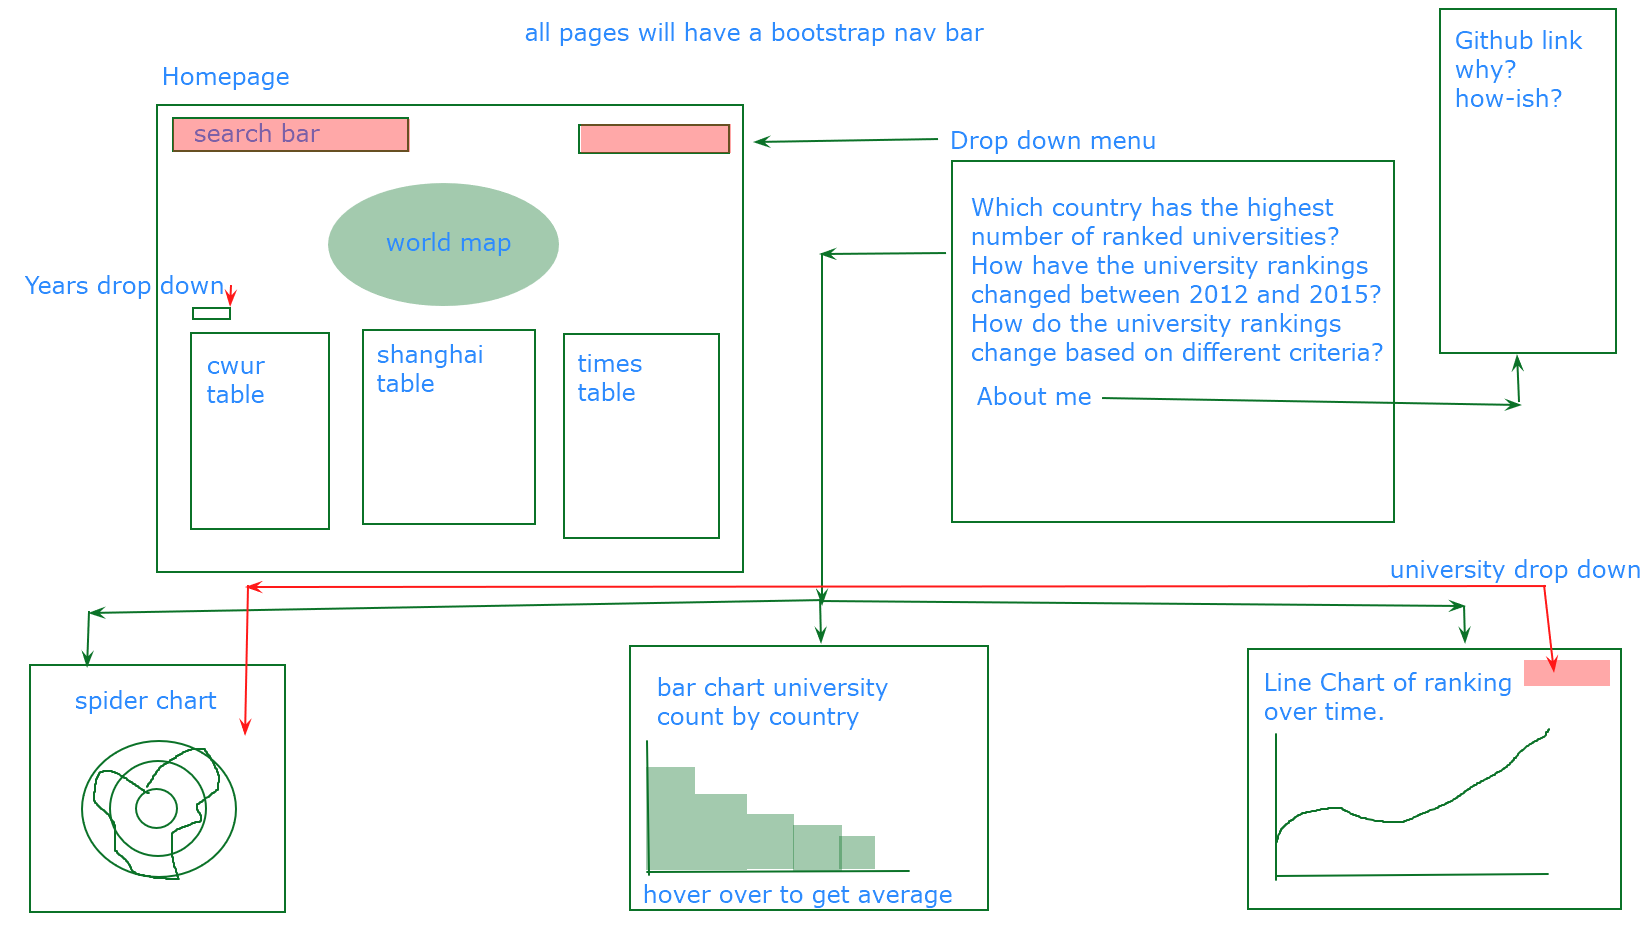 all pages will have a bootstrap nav bar
Github link
why?
how-ish?
Homepage
search bar
Drop down menu
Which country has the highest
number of ranked universities?
How have the university rankings
changed between 2012 and 2015?
How do the university rankings
change based on different criteria?
About me
world map
Years drop down
cwur
table
shanghai
table
times
table
university drop down
spider chart
bar chart university
count by country
hover over to get average
Line Chart of ranking
over time.